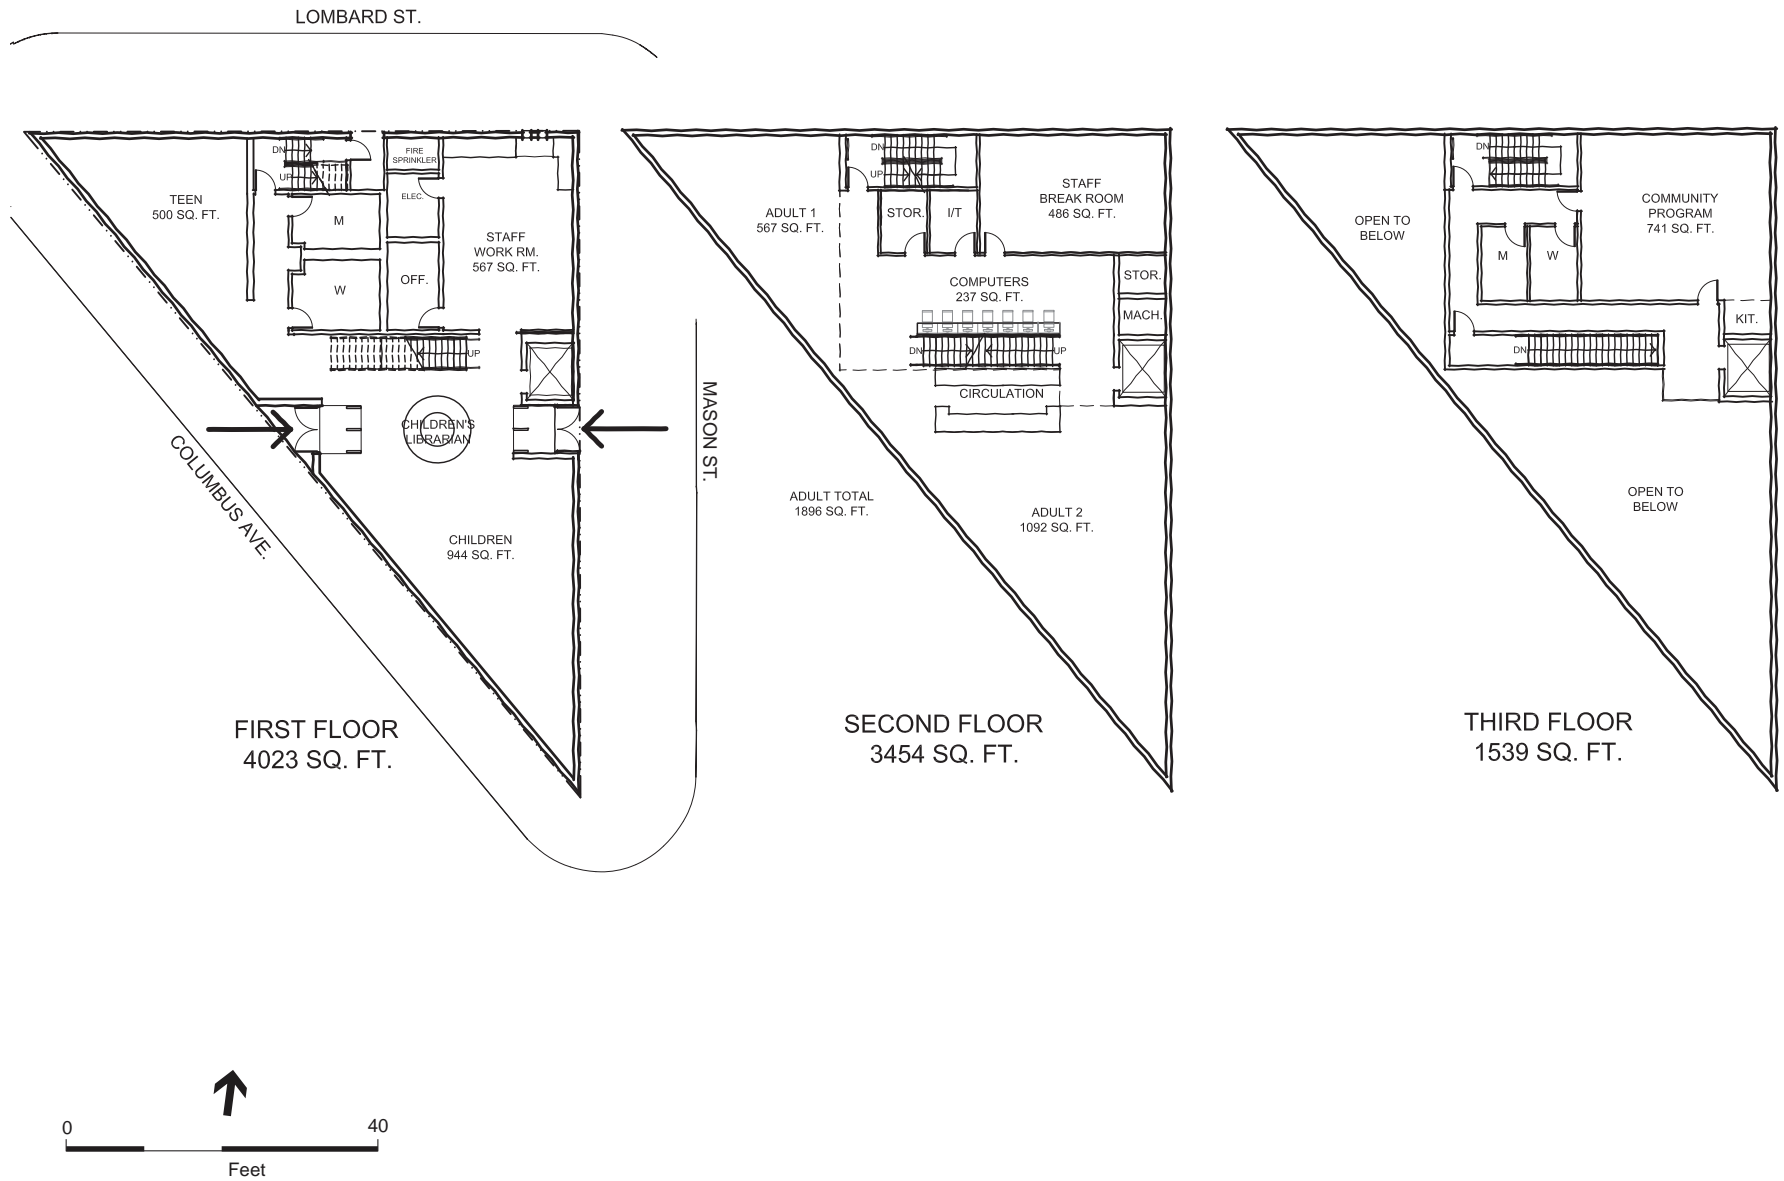 LOMBARD ST.
DN
UP
FIRE
SPRINKLER
ELEC.
TEEN
500 SQ. FT.
M
W
OFF.
STAFF
WORK RM.
567 SQ. FT.
UP
CHILDREN'S
LIBRARIAN
CHILDREN
944 SQ. FT.
COLUMBUS AVE.
MASON ST.
FIRST FLOOR
4023 SQ. FT.
DN
UP
STOR.
I/T
ADULT 1
567 SQ. FT.
STAFF
BREAK ROOM
486 SQ. FT.
COMPUTERS
237 SQ. FT.
STOR.
MACH.
DN
UP
CIRCULATION
ADULT TOTAL
1896 SQ. FT.
ADULT 2
1092 SQ. FT.
SECOND FLOOR
3454 SQ. FT.
DN
OPEN TO
BELOW
COMMUNITY
PROGRAM
741 SQ. FT.
M
W
KIT.
DN
OPEN TO
BELOW
THIRD FLOOR
1539 SQ. FT.
0
40
Feet